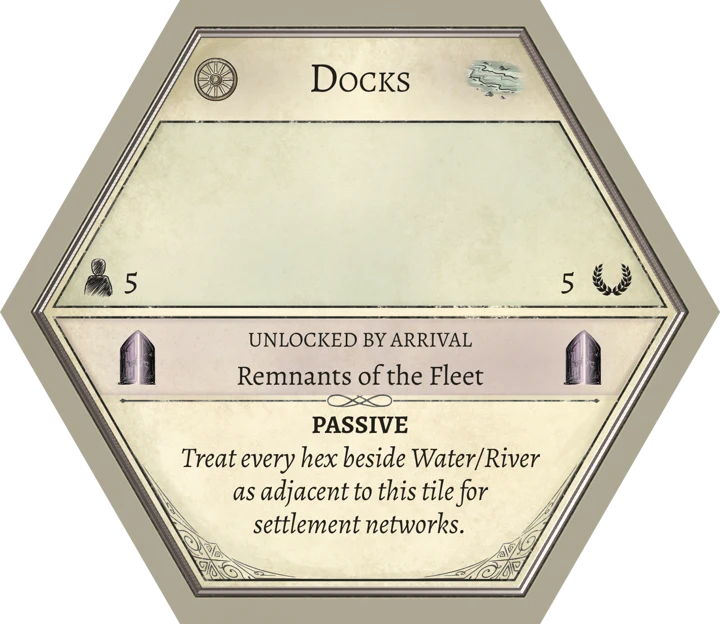 Docks
5
5
UNLOCKED BY ARRIVAL
Remnants of the Fleet
PASSIVE
Treat every hex beside Water/River
as adjacent to this tile for
settlement networks.